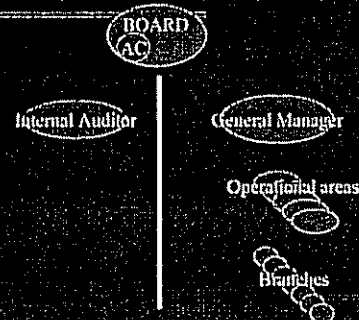 BOARD
AC
Internal Auditor
General Manager
Operational areas
Branches